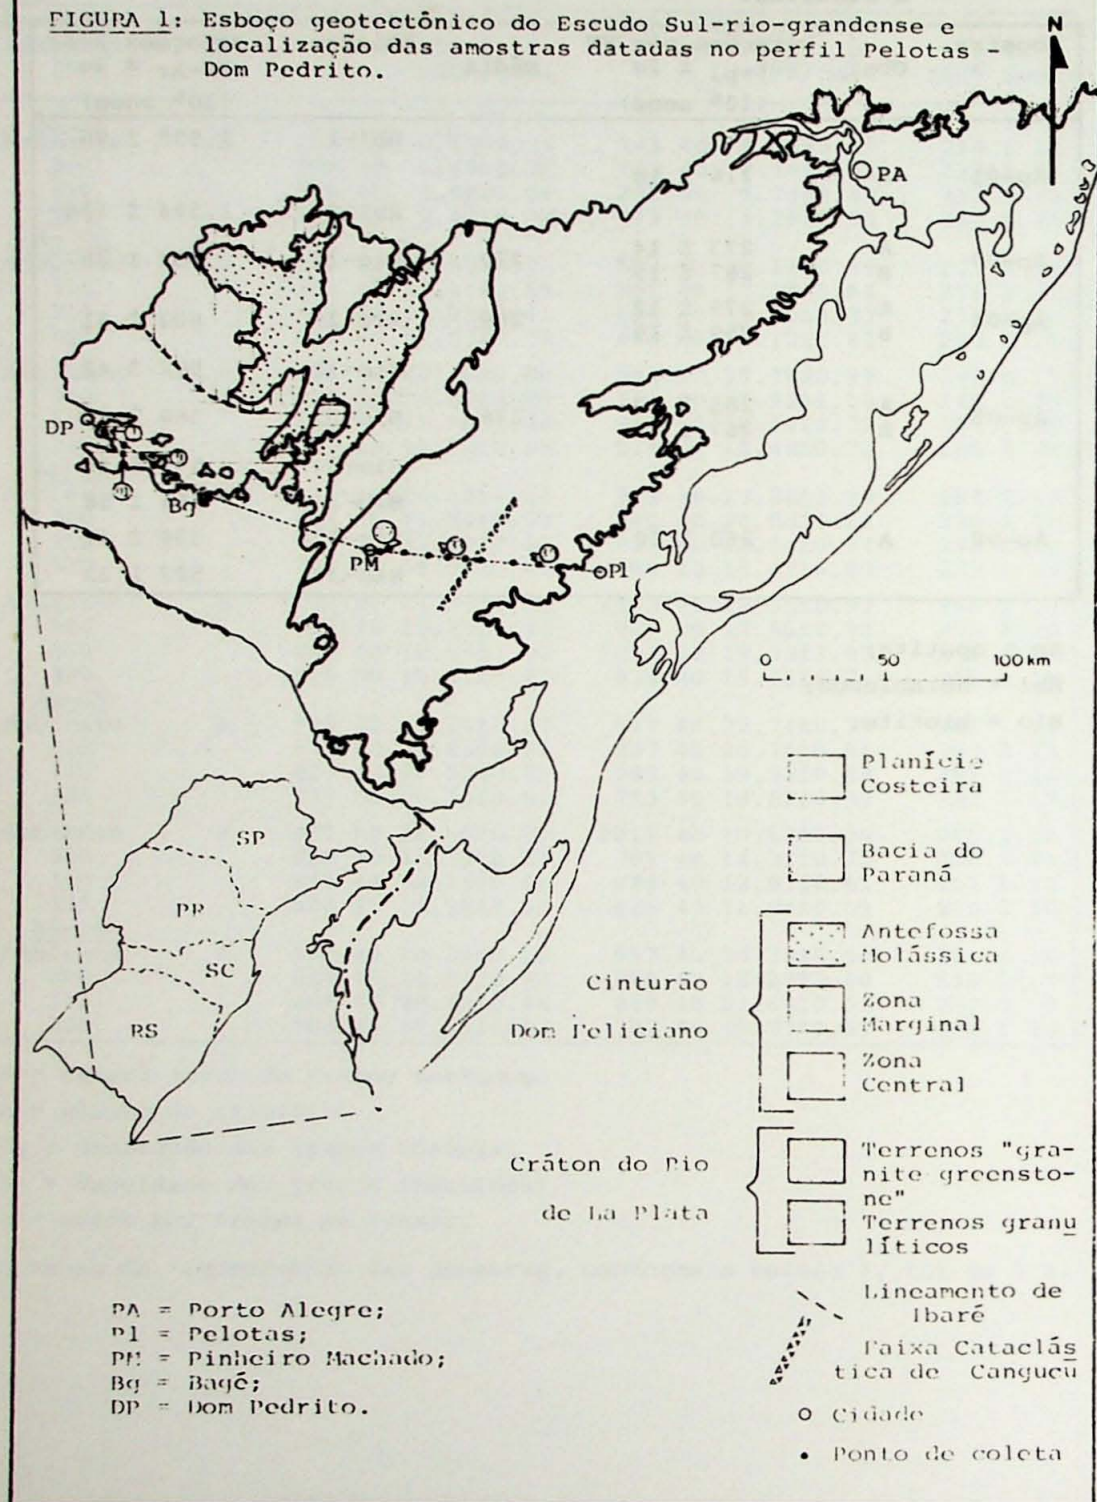 FIGURA 1: Esboço geotectônico do Escudo Sul-rio-grandense e
localização das amostras datadas no perfil Pelotas -
Dom Pedrito.
N
PA
DP
Bg
PM
Pl
0 50 100 km
SP
PR
SC
RS
Planície
Costeira
Bacia do
Paraná
Cinturão
Dom Feliciano
Antefossa
Molássica
Zona
Marginal
Zona
Central
Cráton do Rio
de La Plata
Terrenos "gra-
nite greensto-
ne"
Terrenos granu
líticos
Lineamento de
Ibaré
Faixa Cataclás
tica de Canguçu
Cidade
Ponto de coleta
PA = Porto Alegre;
Pl = Pelotas;
PM = Pinheiro Machado;
Bg = Bagé;
DP = Dom Pedrito.